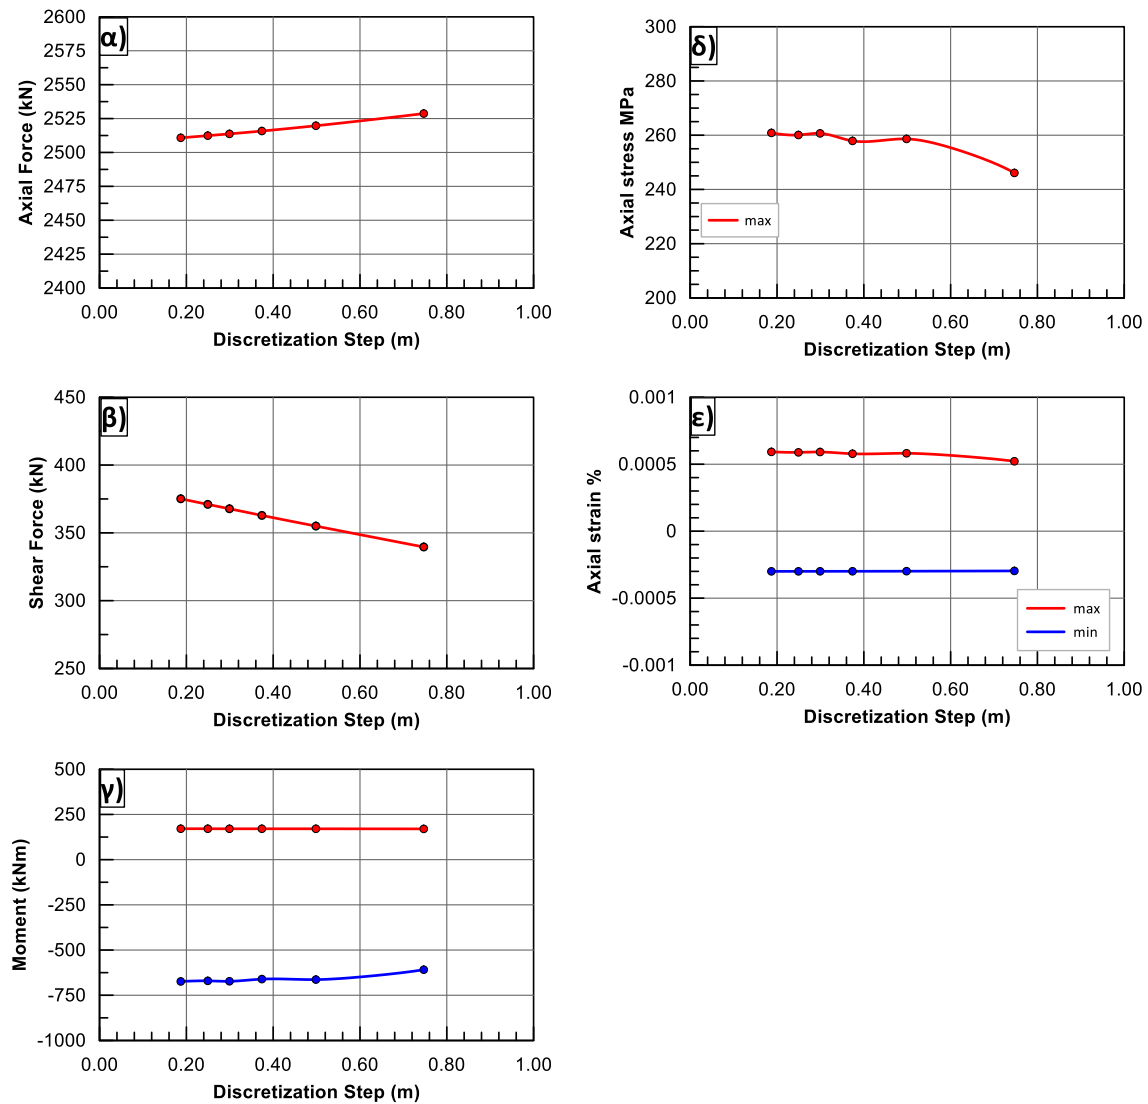 α)
Axial Force (kN)
2600
2575
2550
2525
2500
2475
2450
2425
2400
0.00 0.20 0.40 0.60 0.80 1.00
Discretization Step (m)
δ)
Axial stress MPa
300
280
260
240
220
200
max
0.00 0.20 0.40 0.60 0.80 1.00
Discretization Step (m)
β)
Shear Force (kN)
450
400
350
300
250
0.00 0.20 0.40 0.60 0.80 1.00
Discretization Step (m)
ε)
Axial strain %
0.001
0.0005
0
-0.0005
-0.001
max
min
0.00 0.20 0.40 0.60 0.80 1.00
Discretization Step (m)
γ)
Moment (kNm)
500
250
0
-250
-500
-750
-1000
0.00 0.20 0.40 0.60 0.80 1.00
Discretization Step (m)